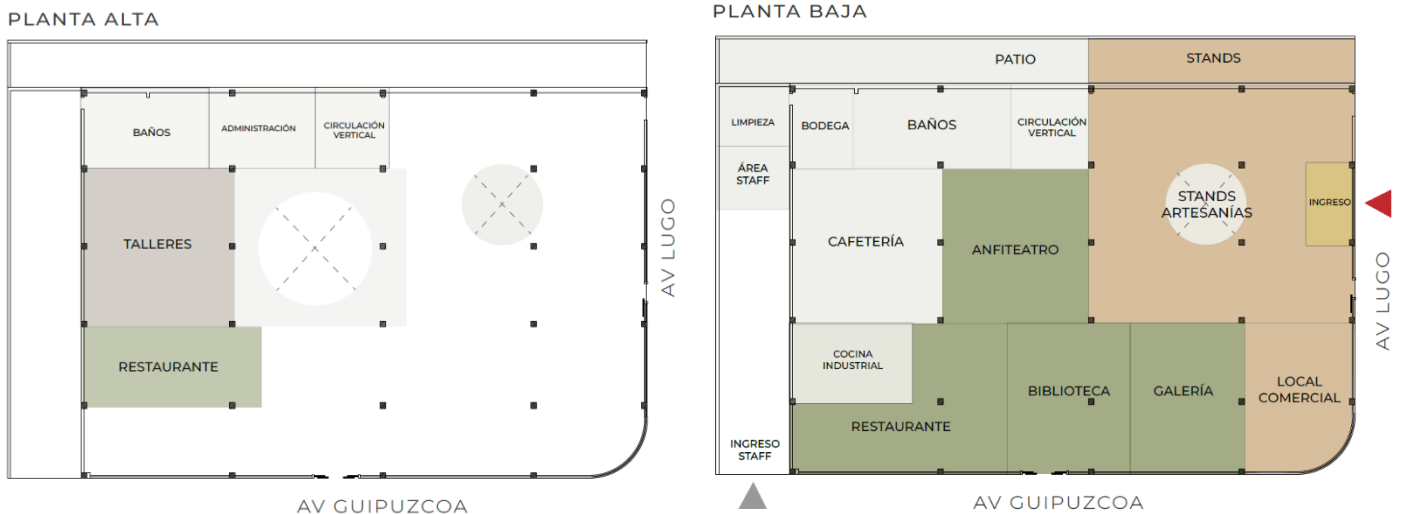 PLANTA ALTA
BAÑOS
ADMINISTRACIÓN
CIRCULACIÓN
VERTICAL
TALLERES
RESTAURANTE
AV LUGO
AV GUIPUZCOA
PLANTA BAJA
PATIO
STANDS
LIMPIEZA
BODEGA
BAÑOS
CIRCULACIÓN
VERTICAL
ÁREA
STAFF
STANDS
ARTESANÍAS
INGRESO
CAFETERÍA
ANFITEATRO
AV LUGO
COCINA
INDUSTRIAL
BIBLIOTECA
GALERÍA
LOCAL
COMERCIAL
RESTAURANTE
INGRESO
STAFF
AV GUIPUZCOA